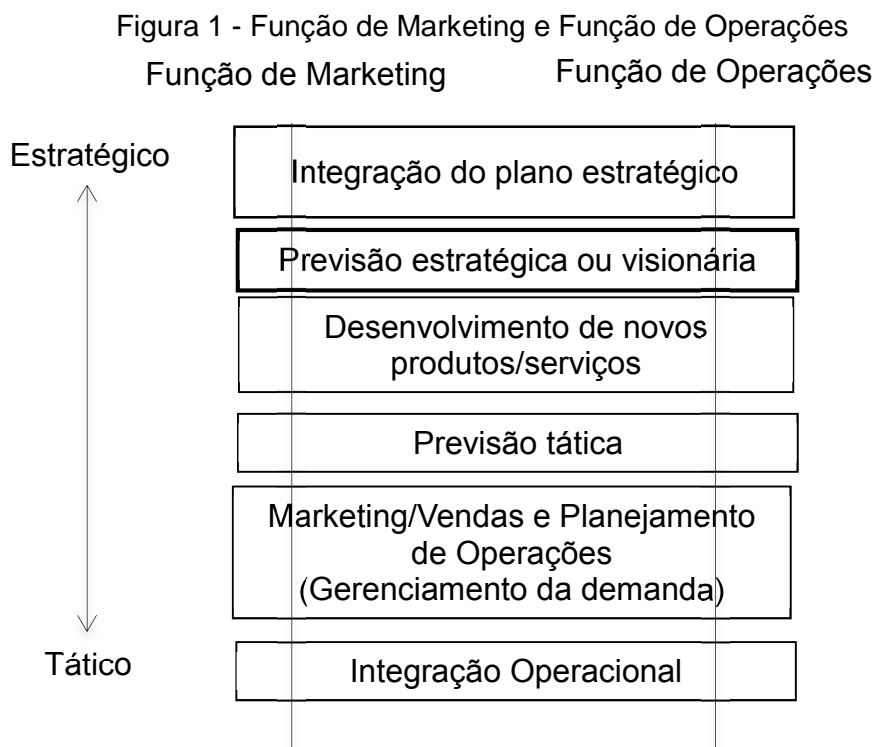 Figura 1 - Função de Marketing e Função de Operações
Função de Marketing
Função de Operações
Estratégico
Integração do plano estratégico
Previsão estratégica ou visionária
Desenvolvimento de novos
produtos/serviços
Previsão tática
Marketing/Vendas e Planejamento
de Operações
(Gerenciamento da demanda)
Tático
Integração Operacional